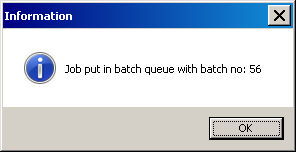 Information
Job put in batch queue with batch no: 56
OK